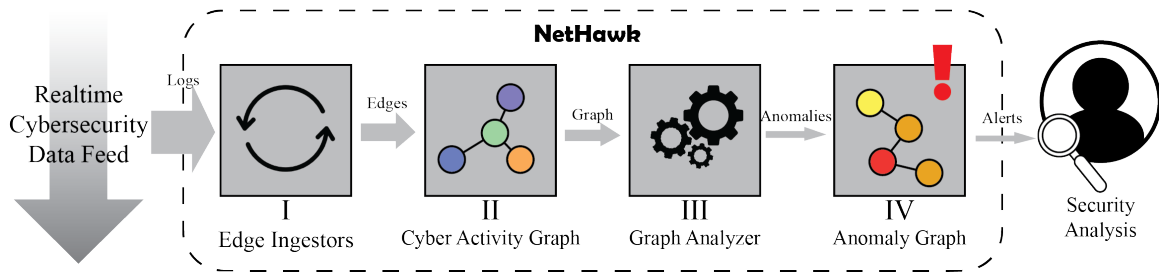 NetHawk
Realtime
Cybersecurity
Data Feed
Logs
Edges
Graph
Anomalies
Alerts
I
Edge Ingestors
II
Cyber Activity Graph
III
Graph Analyzer
IV
Anomaly Graph
Security
Analysis